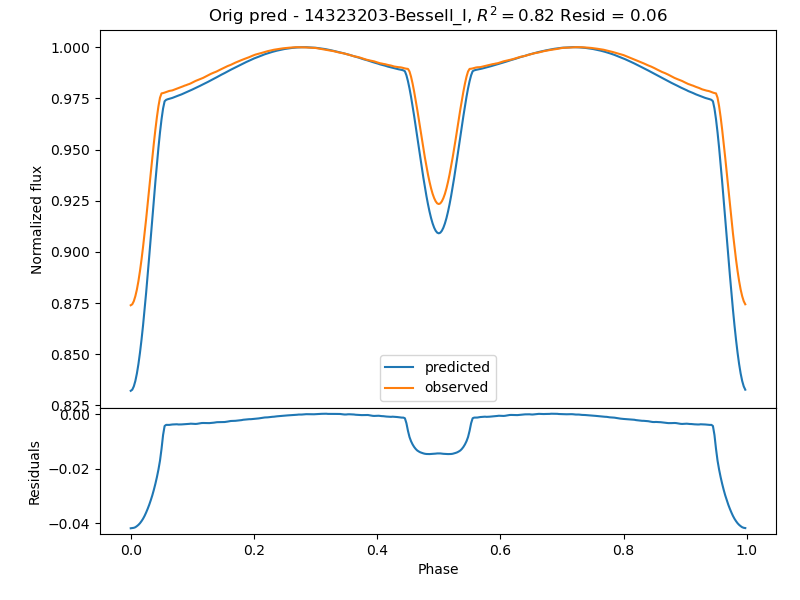 Orig pred - 14323203-Bessell_I, R² = 0.82 Resid = 0.06
1.000
0.975
0.950
0.925
0.900
0.875
0.850
0.825
Normalized flux
predicted
observed
0.00
−0.02
−0.04
Residuals
0.0 0.2 0.4 0.6 0.8 1.0
Phase